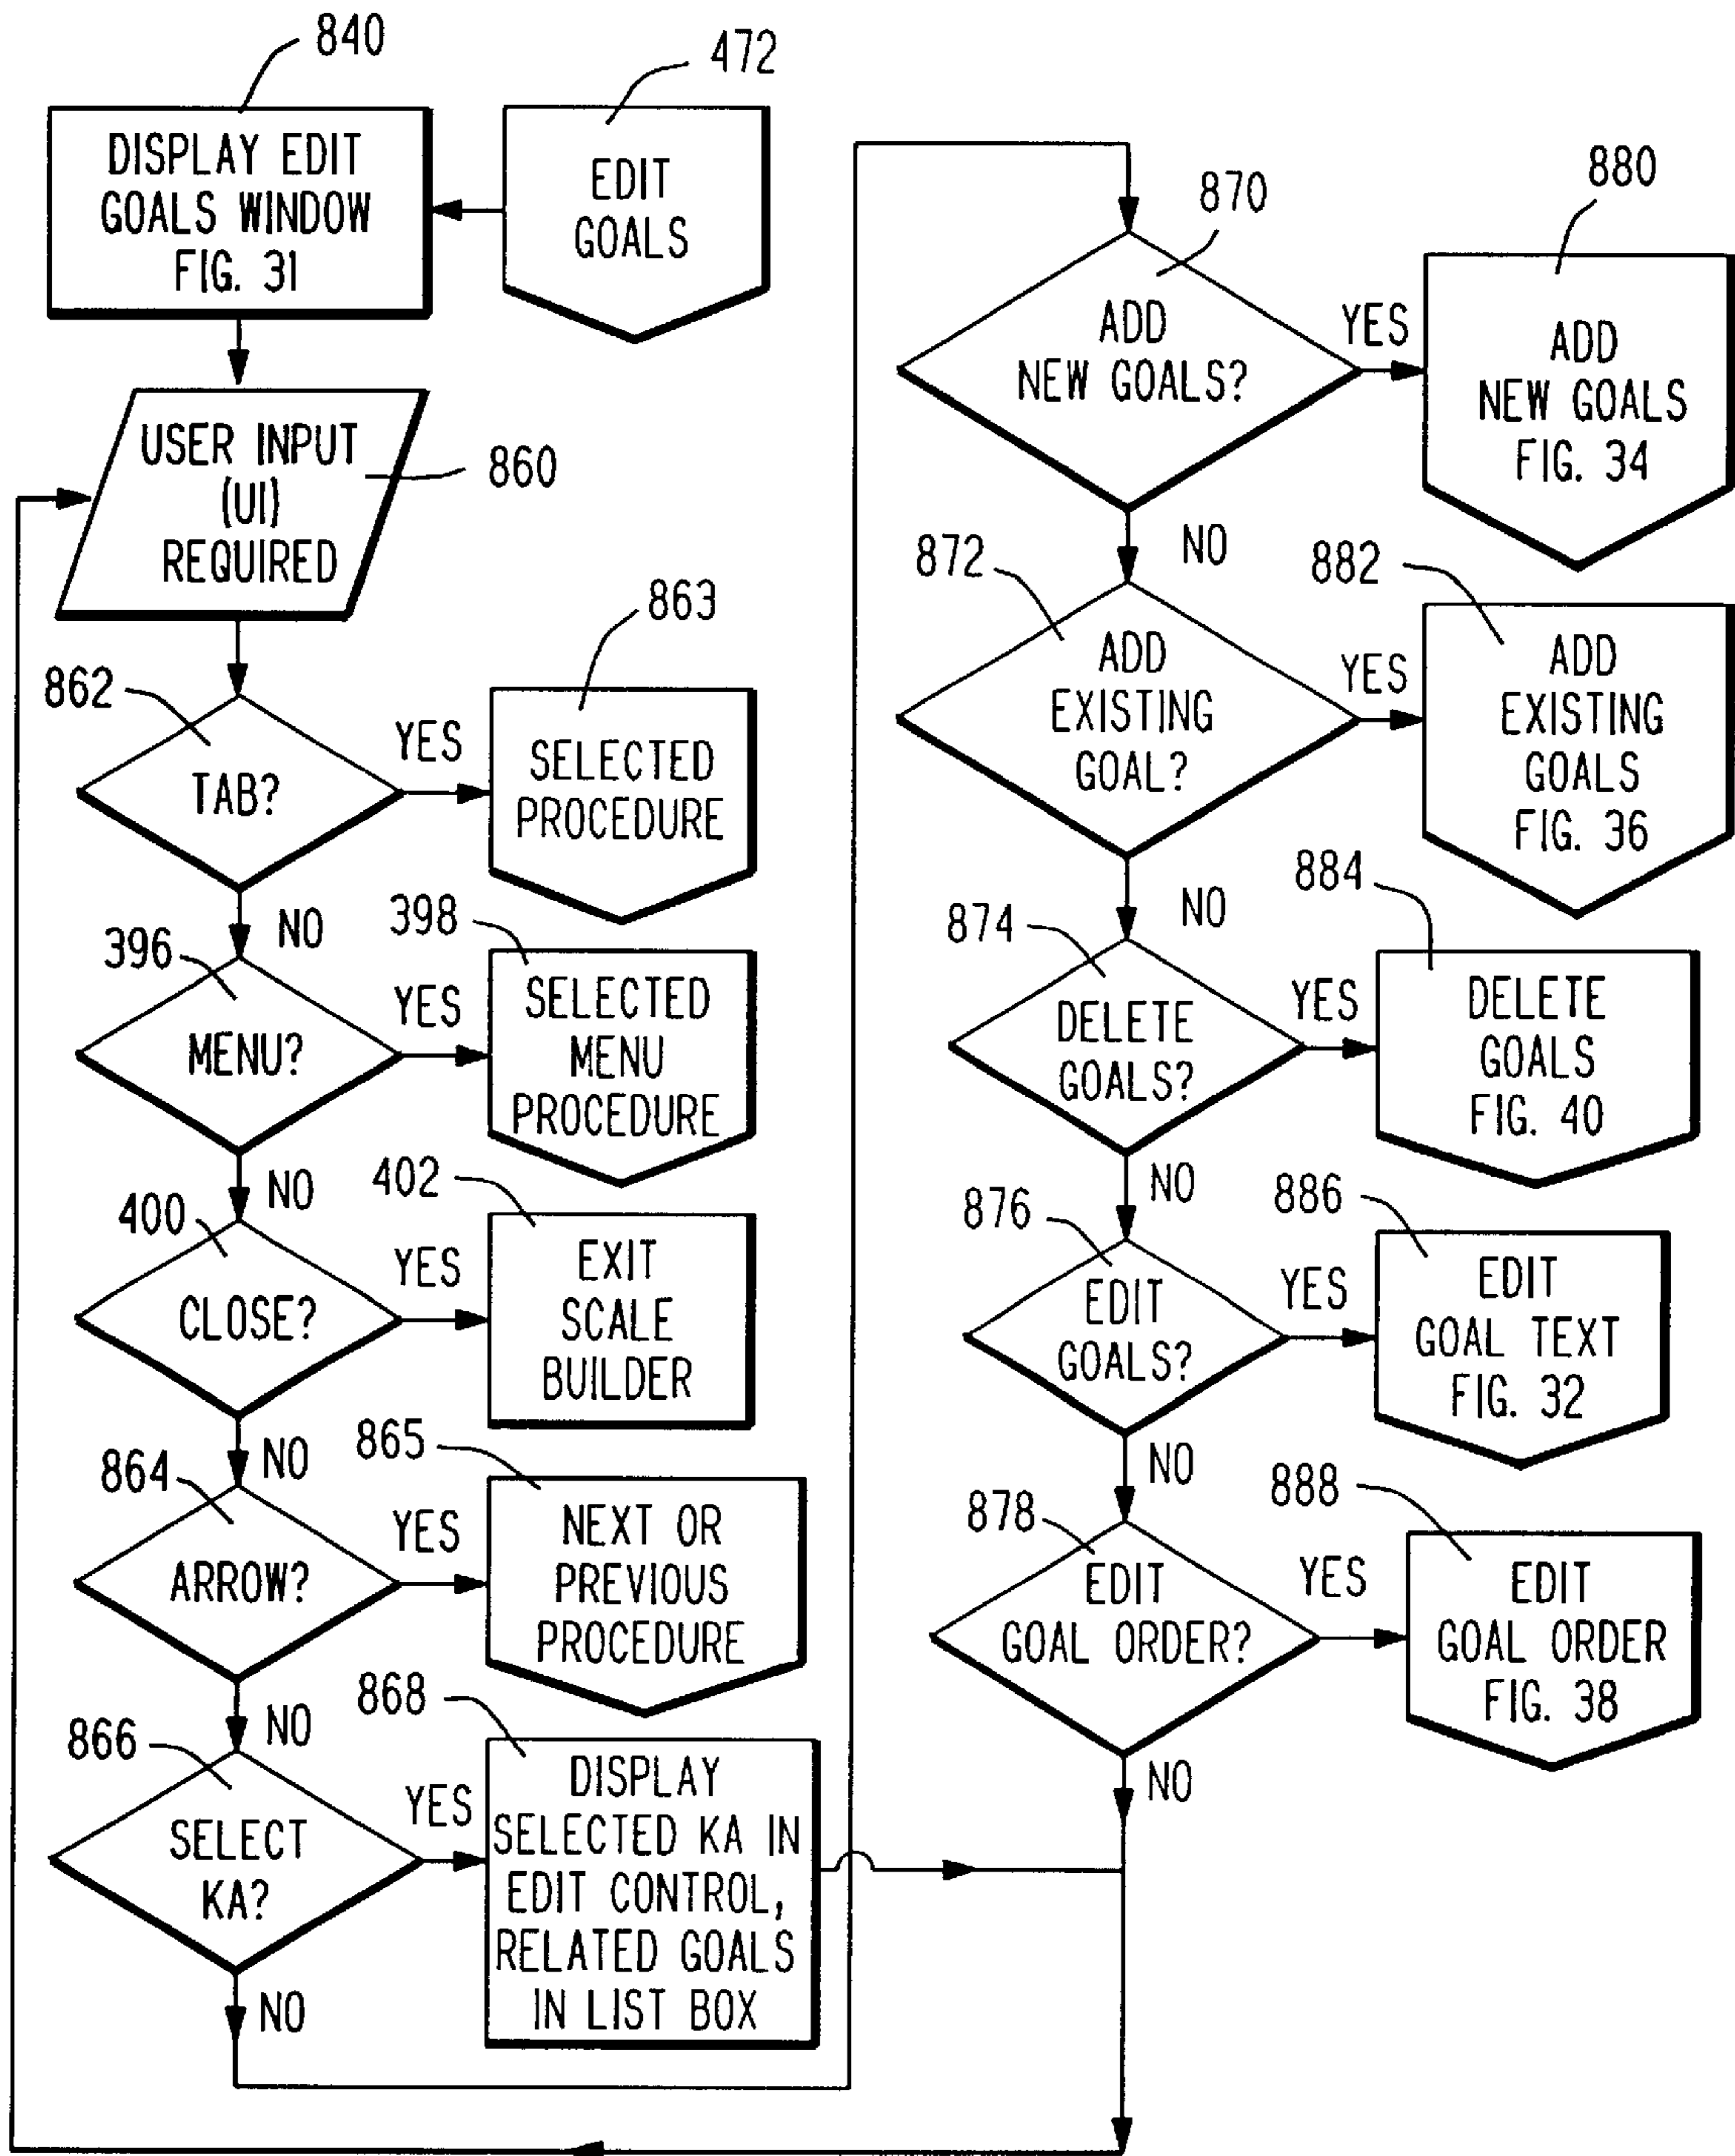 840
DISPLAY EDIT
GOALS WINDOW
FIG. 31
472
EDIT
GOALS
USER INPUT
(UI)
REQUIRED
860
862
TAB?
YES
863
SELECTED
PROCEDURE
NO
396
MENU?
YES
398
SELECTED
MENU
PROCEDURE
NO
400
CLOSE?
YES
402
EXIT
SCALE
BUILDER
NO
864
ARROW?
YES
865
NEXT OR
PREVIOUS
PROCEDURE
NO
866
SELECT
KA?
YES
868
DISPLAY
SELECTED KA IN
EDIT CONTROL,
RELATED GOALS
IN LIST BOX
NO
870
ADD
NEW GOALS?
YES
880
ADD
NEW GOALS
FIG. 34
NO
872
ADD
EXISTING
GOAL?
YES
882
ADD
EXISTING
GOALS
FIG. 36
NO
874
DELETE
GOALS?
YES
884
DELETE
GOALS
FIG. 40
NO
876
EDIT
GOALS?
YES
886
EDIT
GOAL TEXT
FIG. 32
NO
878
EDIT
GOAL ORDER?
YES
888
EDIT
GOAL ORDER
FIG. 38
NO